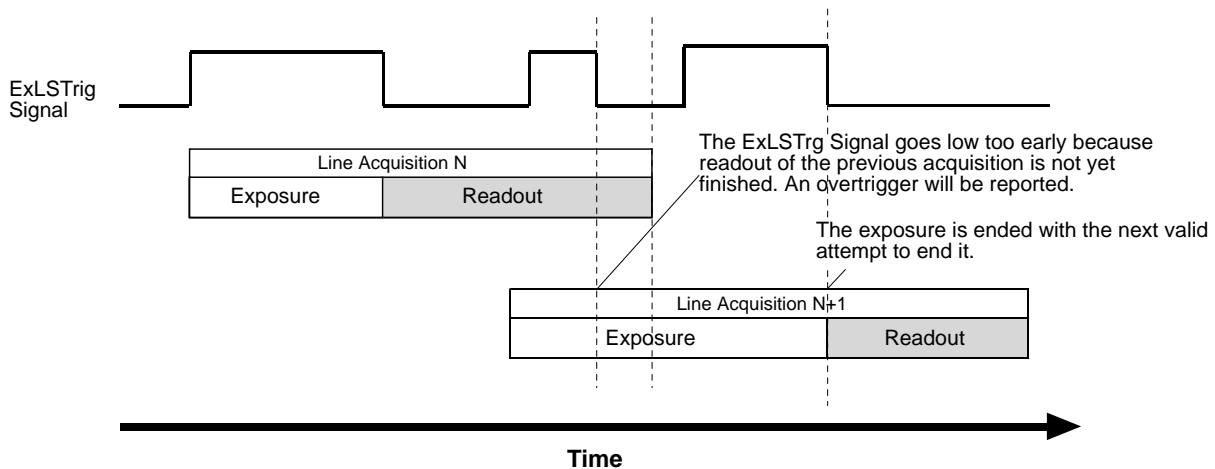 ExLSTrig
Signal
The ExLSTrg Signal goes low too early because
readout of the previous acquisition is not yet
finished. An overtrigger will be reported.
Line Acquisition N
Exposure Readout
The exposure is ended with the next valid
attempt to end it.
Line Acquisition N+1
Exposure Readout
Time